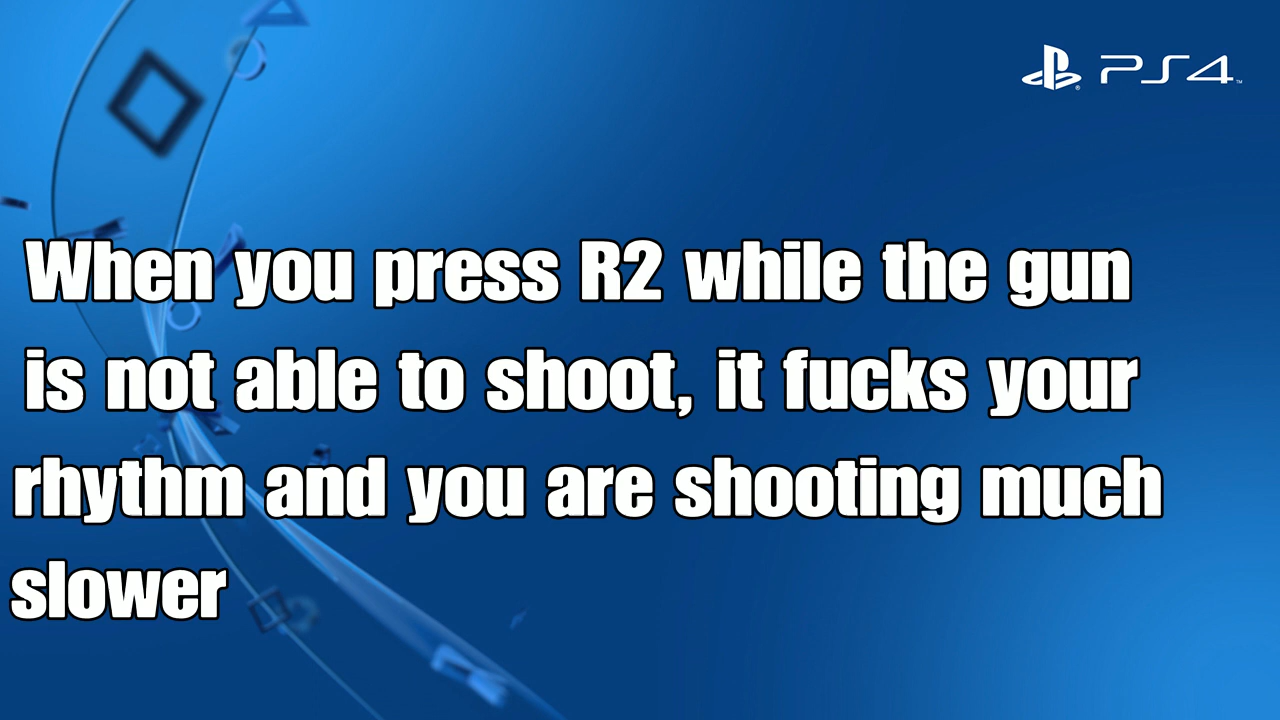 PS4™
When you press R2 while the gun
is not able to shoot, it fucks your
rhythm and you are shooting much
slower